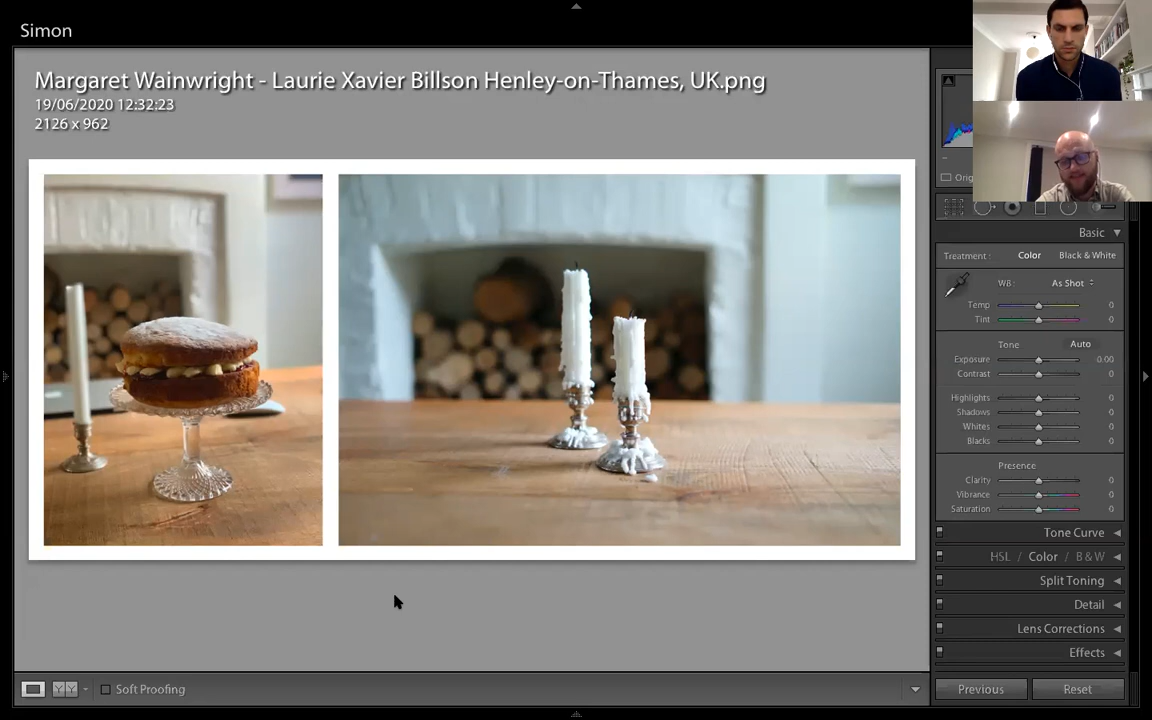 Simon
Margaret Wainwright - Laurie Xavier Billson Henley-on-Thames, UK.png
19/06/2020 12:32:23
2126 x 962
Basic
Treatment : Color Black & White
WB : As Shot
Temp 0
Tint 0
Tone Auto
Exposure 0.00
Contrast 0
Highlights 0
Shadows 0
Whites 0
Blacks 0
Presence
Clarity 0
Vibrance 0
Saturation 0
Tone Curve
HSL / Color / B & W
Split Toning
Detail
Lens Corrections
Effects
Y Y
Soft Proofing
Previous Reset